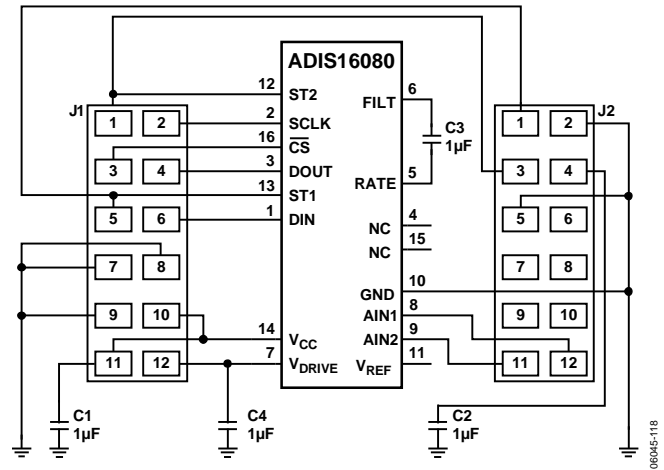 ADIS16080
12 ST2
FILT 6
J1
J2
1 2
2 SCLK
C3
1µF
1 2
16 CS
3 4
3 DOUT
RATE 5
3 4
13 ST1
5 6
1 DIN
NC 4
5 6
NC 15
7 8
7 8
GND 10
9 10
AIN1 8
9 10
14 VCC
AIN2 9
11 12
7 VDRIVE
VREF 11
11 12
C1
1µF
C4
1µF
C2
1µF
06045-118